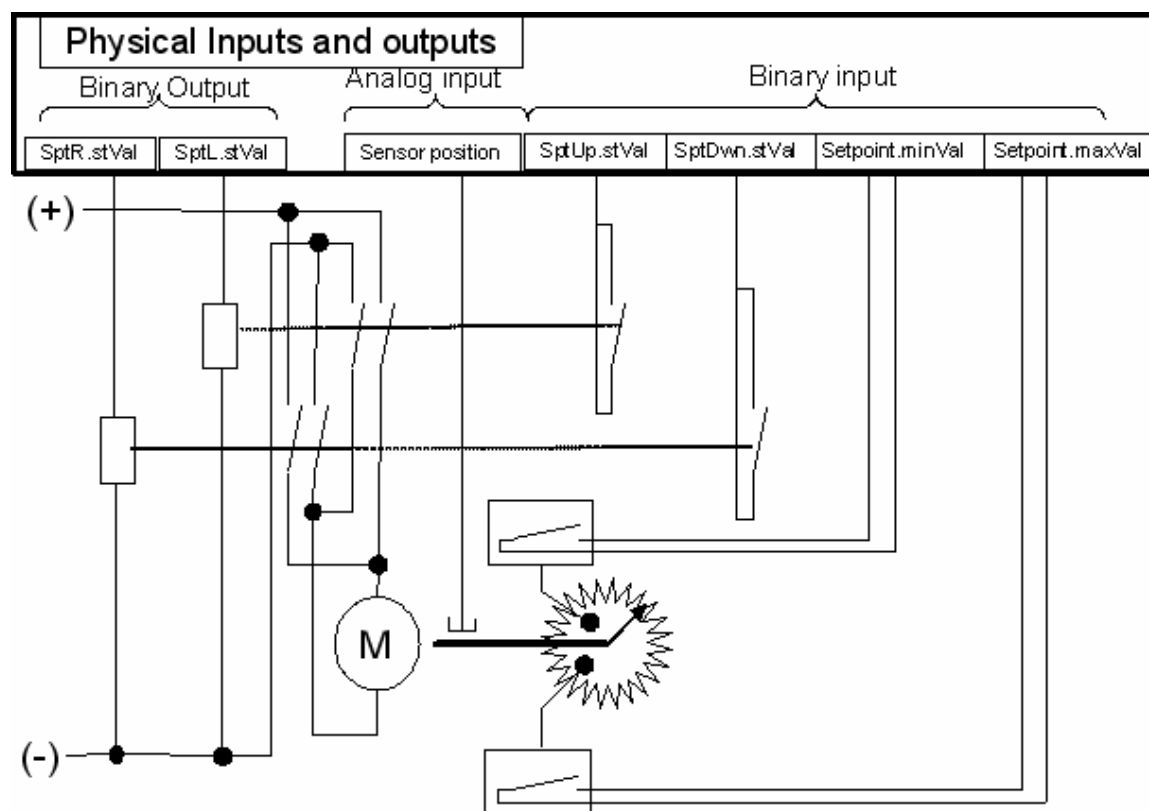 Physical Inputs and outputs
Binary Output
Analog input
Binary input
SptR.stVal
SptL.stVal
Sensor position
SptUp.stVal
SptDwn.stVal
Setpoint.minVal
Setpoint.maxVal
(+)
M
(-)